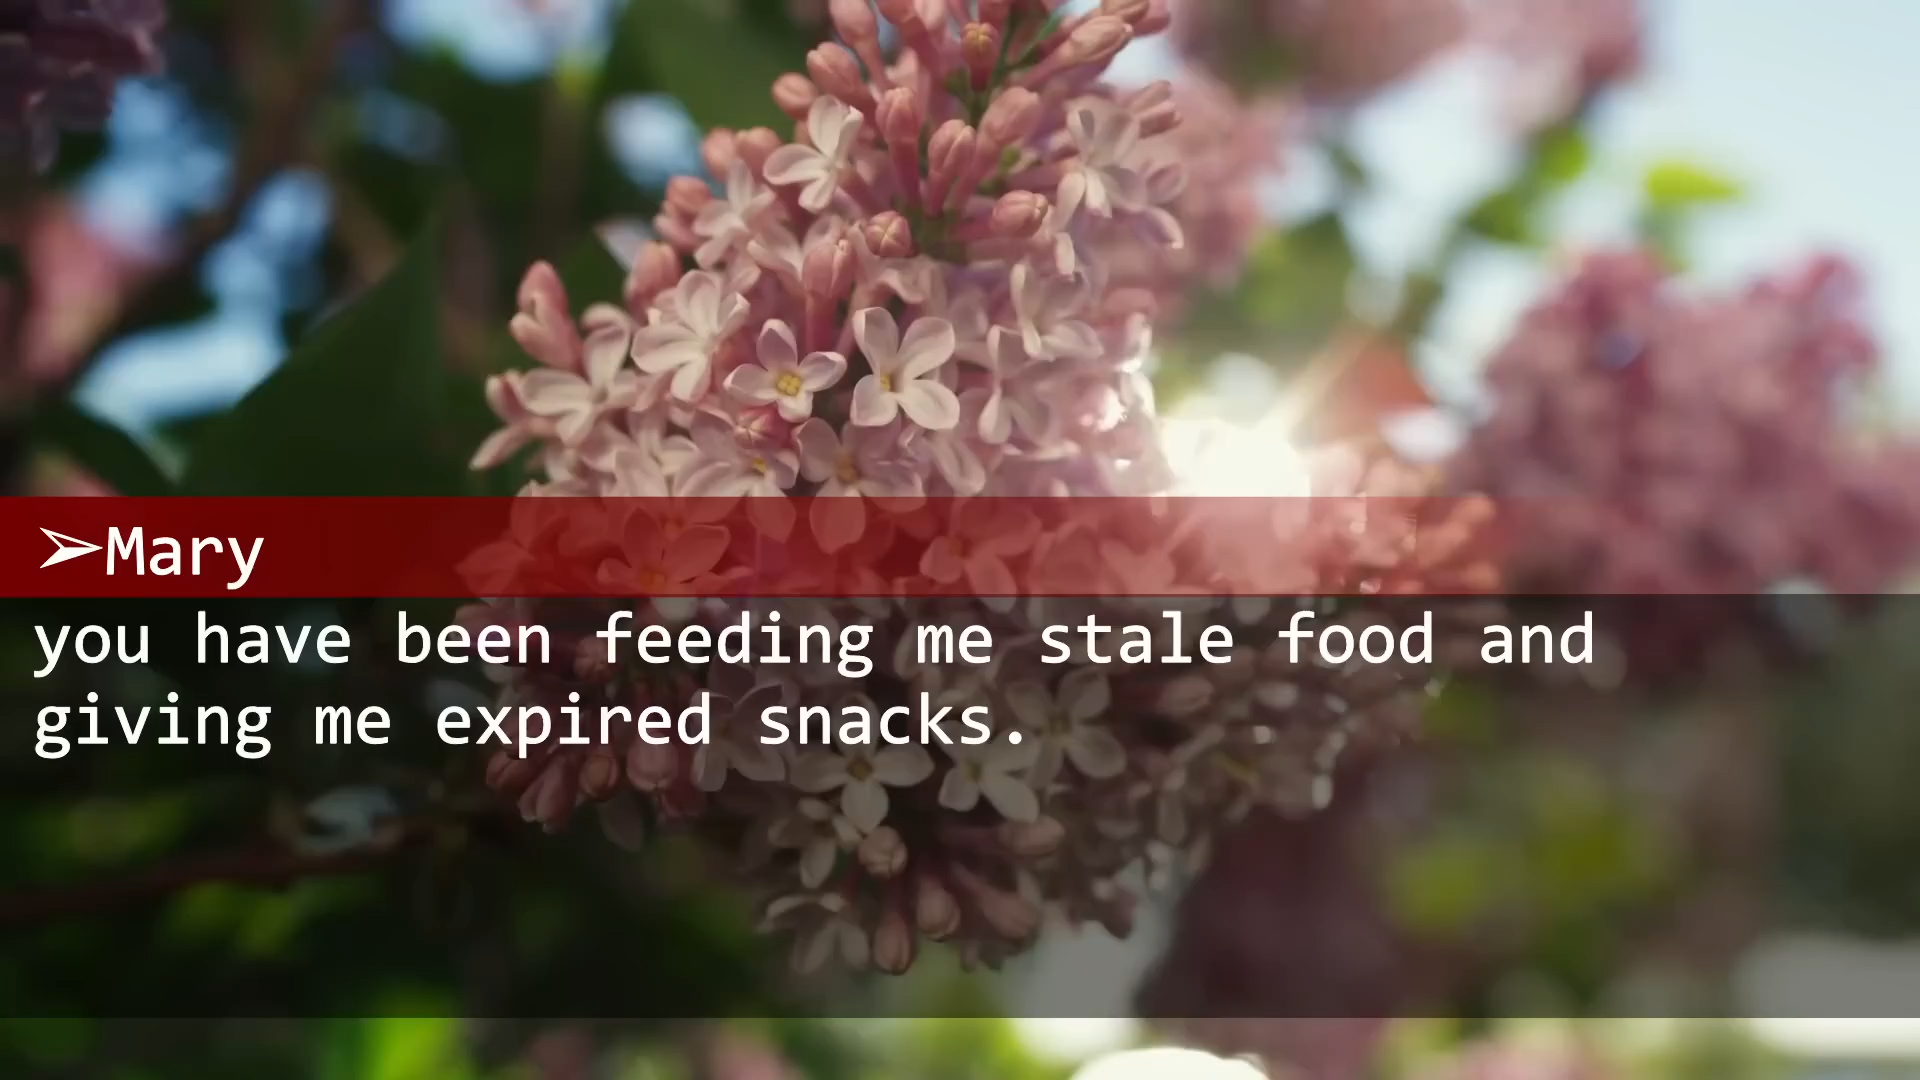 ➢Mary
you have been feeding me stale food and
giving me expired snacks.